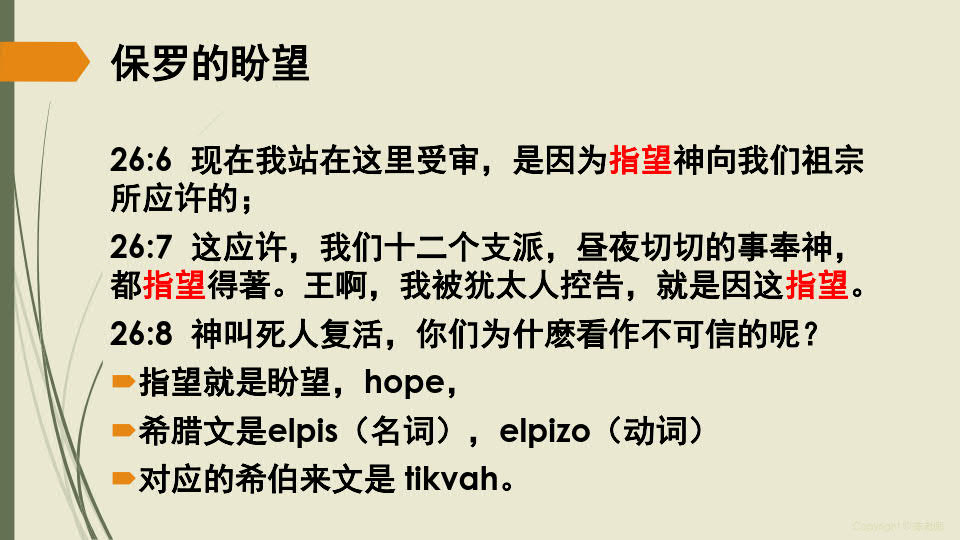 保罗的盼望
26:6 现在我站在这里受审，是因为指望神向我们祖宗
所应许的；
26:7 这应许，我们十二个支派，昼夜切切的事奉神，
都指望得著。王啊，我被犹太人控告，就是因这指望。
26:8 神叫死人复活，你们为什麽看作不可信的呢？
指望就是盼望，hope，
希腊文是elpis（名词），elpizo（动词）
对应的希伯来文是 tikvah。